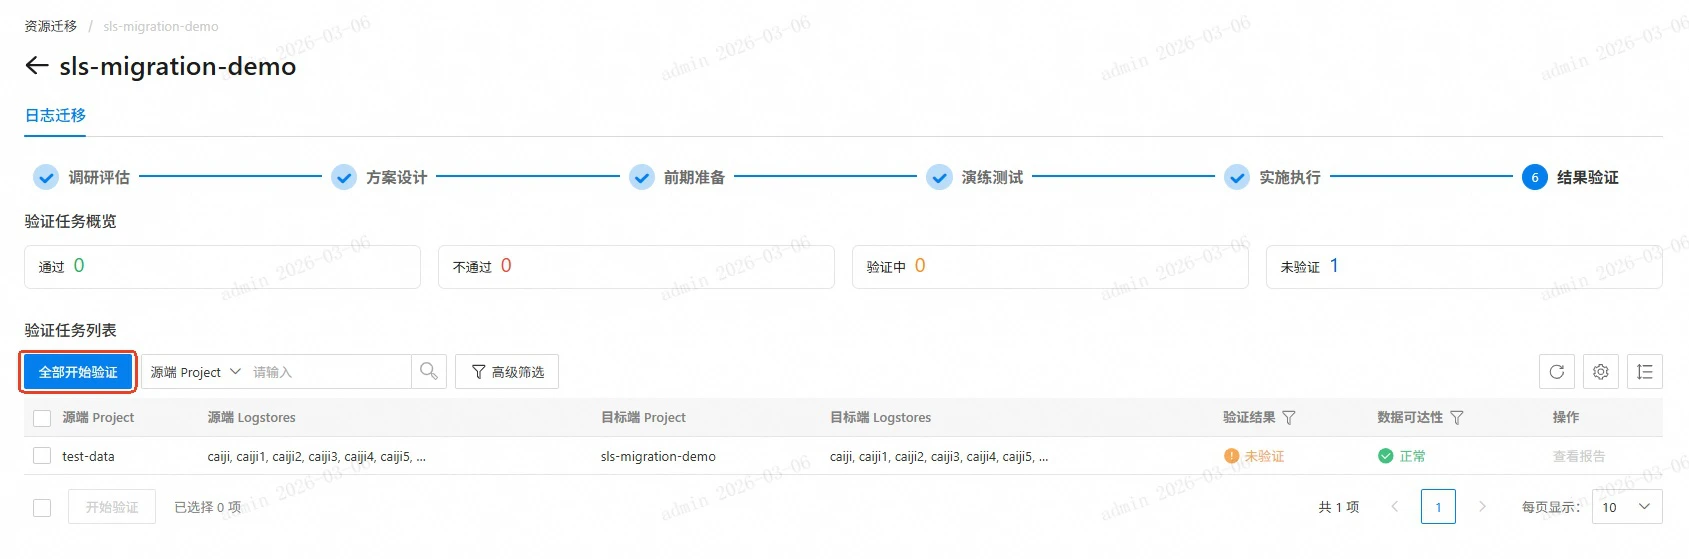 资源迁移 / sls-migration-demo
sls-migration-demo
日志迁移
调研评估 方案设计 前期准备 演练测试 实施执行 6 结果验证
验证任务概览
通过 0 不通过 0 验证中 0 未验证 1
验证任务列表
全部开始验证 源端 Project 请输入 高级筛选
源端 Project 源端 Logstores 目标端 Project 目标端 Logstores 验证结果 数据可达性 操作
test-data caiji, caiji1, caiji2, caiji3, caiji4, caiji5, ... sls-migration-demo caiji, caiji1, caiji2, caiji3, caiji4, caiji5, ... 未验证 正常 查看报告
开始验证 已选择 0 项 共 1 项 1 每页显示: 10
admin 2026-03-06